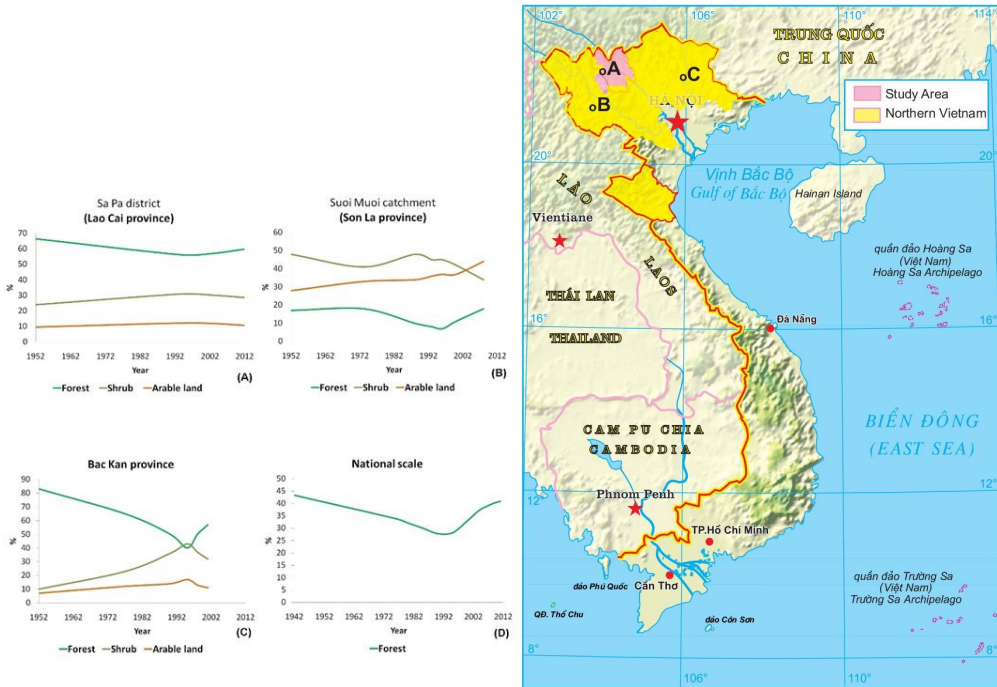 Sa Pa district
(Lao Cai province)
70
60
50
40
30
20
10
0
%
1952 1962 1972 1982 1992 2002 2012
Year
(A)
Forest Shrub Arable land
Suoi Muoi catchment
(Son La province)
60
50
40
30
20
10
0
%
1952 1962 1972 1982 1992 2002
Year
(B)
Forest Shrub Arable land
Bac Kan province
90
80
70
60
50
40
30
20
10
0
%
1952 1962 1972 1982 1992 2002 2012
Year
(C)
Forest Shrub Arable land
National scale
50
45
40
35
30
25
20
15
10
5
0
%
1942 1952 1962 1972 1982 1992 2002 2012
Year
(D)
Forest
102 106 110 114°
TRUNG QUỐC
CHINA
A
C
B
HÀ NỘI
Study Area
Northern Vietnam
20° 20°
Vịnh Bắc Bộ
Gulf of Bắc Bộ
Hainan Island
LÀO
Vientiane
LAOS
quần đảo Hoàng Sa
(Việt Nam)
Hoàng Sa Archipelago
THÁI LAN
THAILAND
16° 16°
Đà Nẵng
CAM PU CHIA
CAMBODIA
BIỂN ĐÔNG
(EAST SEA)
12° 12°
Phnom Penh
TP.Hồ Chí Minh
đảo Phú Quốc
Cần Thơ
QĐ. Thổ Chu
đảo Côn Sơn
quần đảo Trường Sa
(Việt Nam)
Trường Sa Archipelago
8° 8°
106° 110°